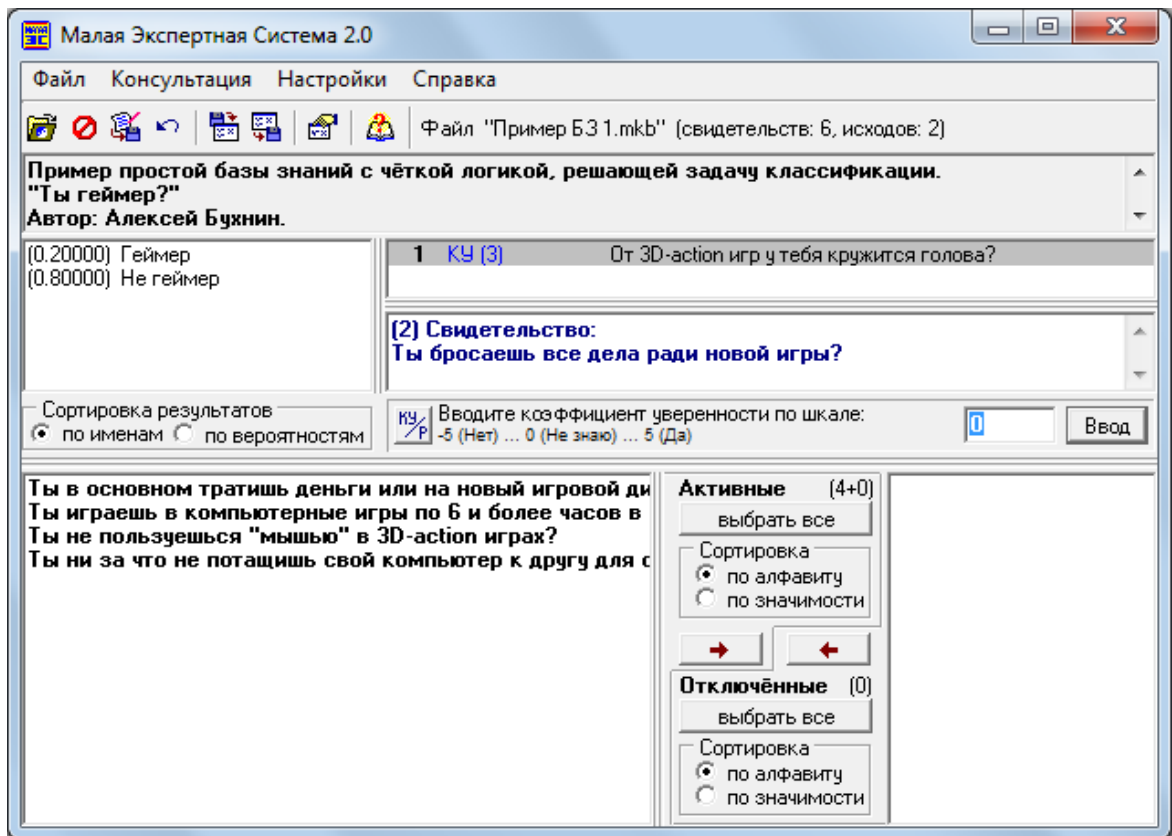 Малая Экспертная Система 2.0
Файл Консультация Настройки Справка
Файл "Пример БЗ 1.mkb" (свидетельств: 6, исходов: 2)
Пример простой базы знаний с чёткой логикой, решающей задачу классификации.
"Ты геймер?"
Автор: Алексей Бухнин.
(0.20000) Геймер
(0.80000) Не геймер
1 КУ (3) От 3D-action игр у тебя кружится голова?
(2) Свидетельство:
Ты бросаешь все дела ради новой игры?
Сортировка результатов
по именам по вероятностям
КУ/Р
Вводите коэффициент уверенности по шкале:
-5 (Нет) ... 0 (Не знаю) ... 5 (Да)
0
Ввод
Ты в основном тратишь деньги или на новый игровой ди
Ты играешь в компьютерные игры по 6 и более часов в
Ты не пользуешься "мышью" в 3D-action играх?
Ты ни за что не потащишь свой компьютер к другу для с
Активные (4+0)
выбрать все
Сортировка
по алфавиту
по значимости
Отключённые (0)
выбрать все
Сортировка
по алфавиту
по значимости